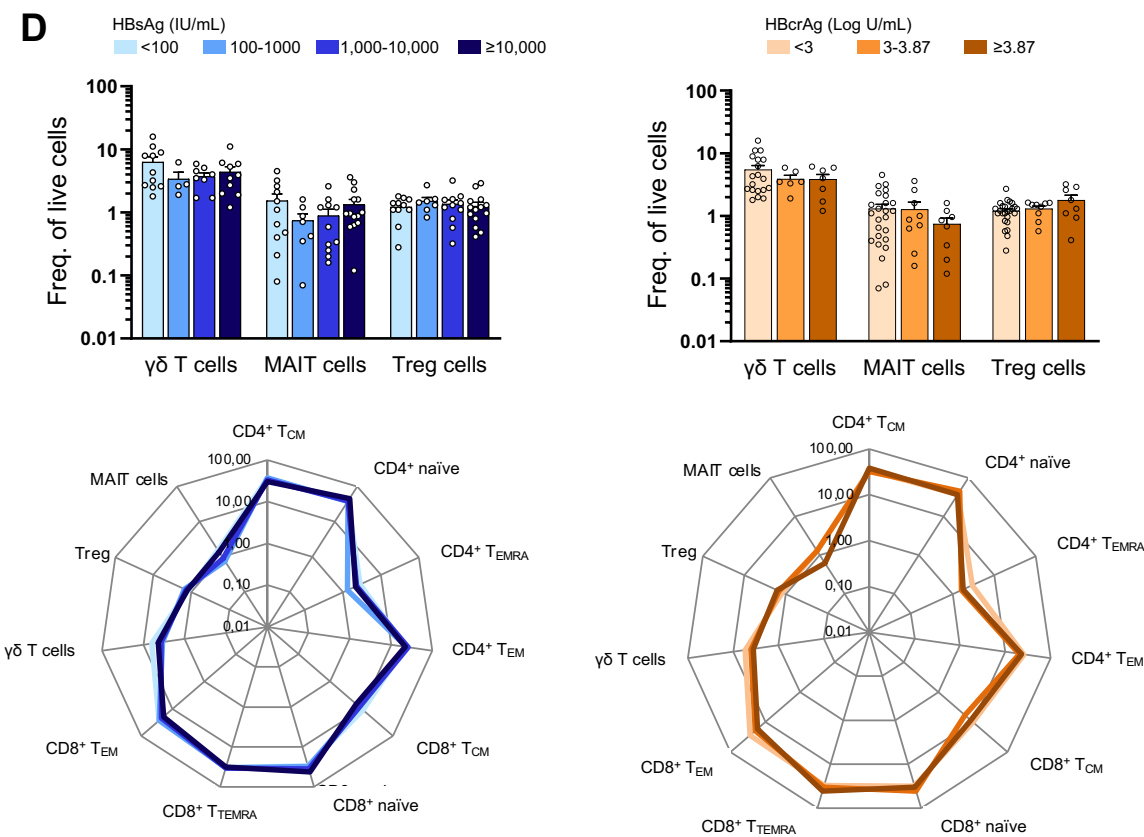 D
HBsAg (IU/mL)
<100 100-1000 1,000-10,000 ≥10,000
Freq. of live cells
100
10
1
0.1
0.01
γδ T cells MAIT cells Treg cells
HBcrAg (Log U/mL)
<3 3-3.87 ≥3.87
Freq. of live cells
100
10
1
0.1
0.01
γδ T cells MAIT cells Treg cells
CD4⁺ TCM
CD4⁺ naïve
CD4⁺ TEMRA
CD4⁺ TEM
CD8⁺ TCM
CD8⁺ naïve
CD8⁺ TTEMRA
CD8⁺ TEM
γδ T cells
Treg
MAIT cells
100,00
10,00
1,00
0,10
0,01
CD4⁺ TCM
CD4⁺ naïve
CD4⁺ TEMRA
CD4⁺ TEM
CD8⁺ TCM
CD8⁺ naïve
CD8⁺ TTEMRA
CD8⁺ TEM
γδ T cells
Treg
MAIT cells
100,00
10,00
1,00
0,10
0,01